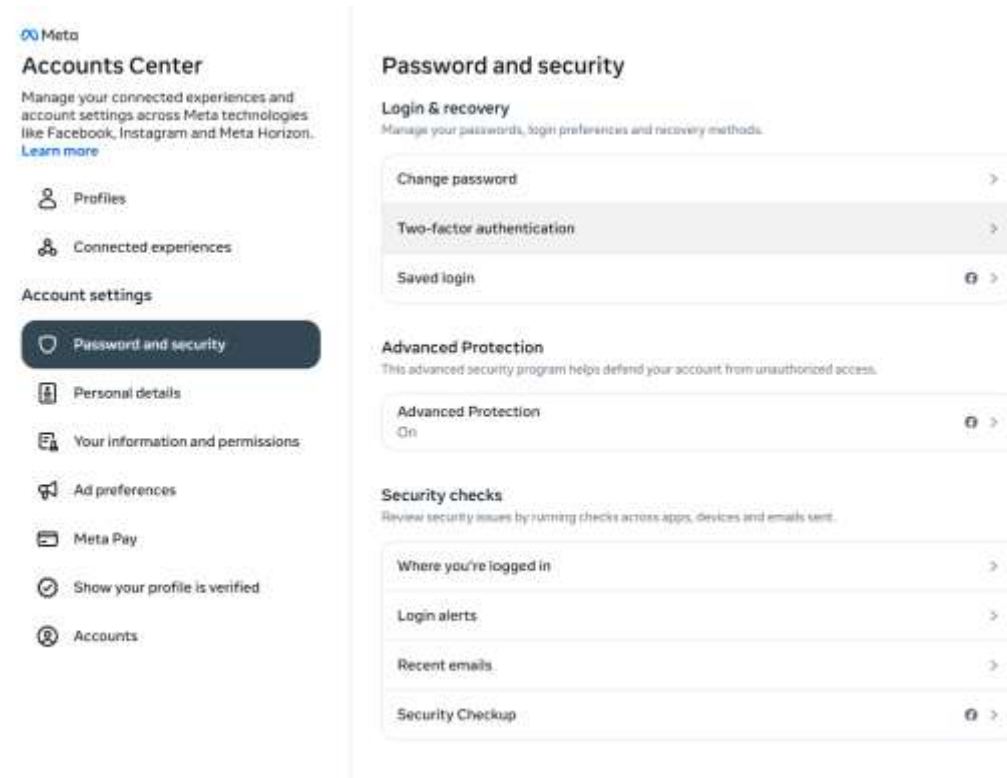 Meta
Accounts Center
Manage your connected experiences and
account settings across Meta technologies
like Facebook, Instagram and Meta Horizon.
Learn more
Profiles
Connected experiences
Account settings
Password and security
Personal details
Your information and permissions
Ad preferences
Meta Pay
Show your profile is verified
Accounts
Password and security
Login & recovery
Manage your passwords, login preferences and recovery methods.
Change password
Two-factor authentication
Saved login
Advanced Protection
This advanced security program helps defend your account from unauthorized access.
Advanced Protection
On
Security checks
Review security issues by running checks across apps, devices and emails sent.
Where you're logged in
Login alerts
Recent emails
Security Checkup